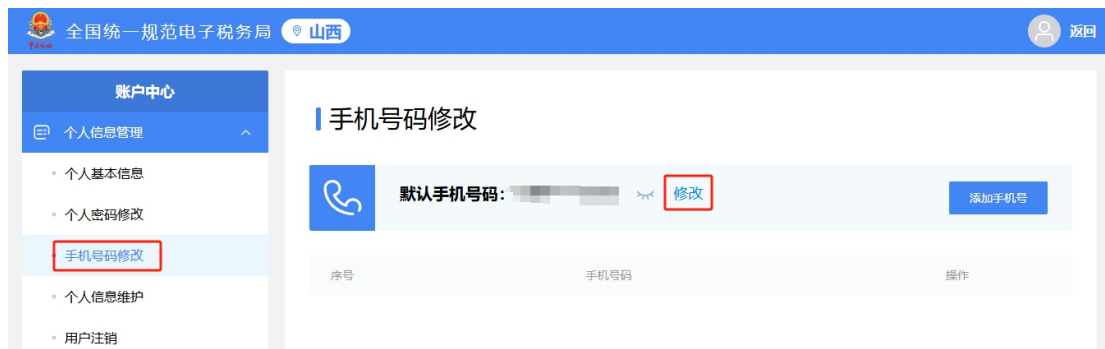 全国统一规范电子税务局 山西 返回
账户中心
个人信息管理
个人基本信息
个人密码修改
手机号码修改
个人信息维护
用户注销
手机号码修改
默认手机号码： 修改 添加手机号
序号 手机号码 操作